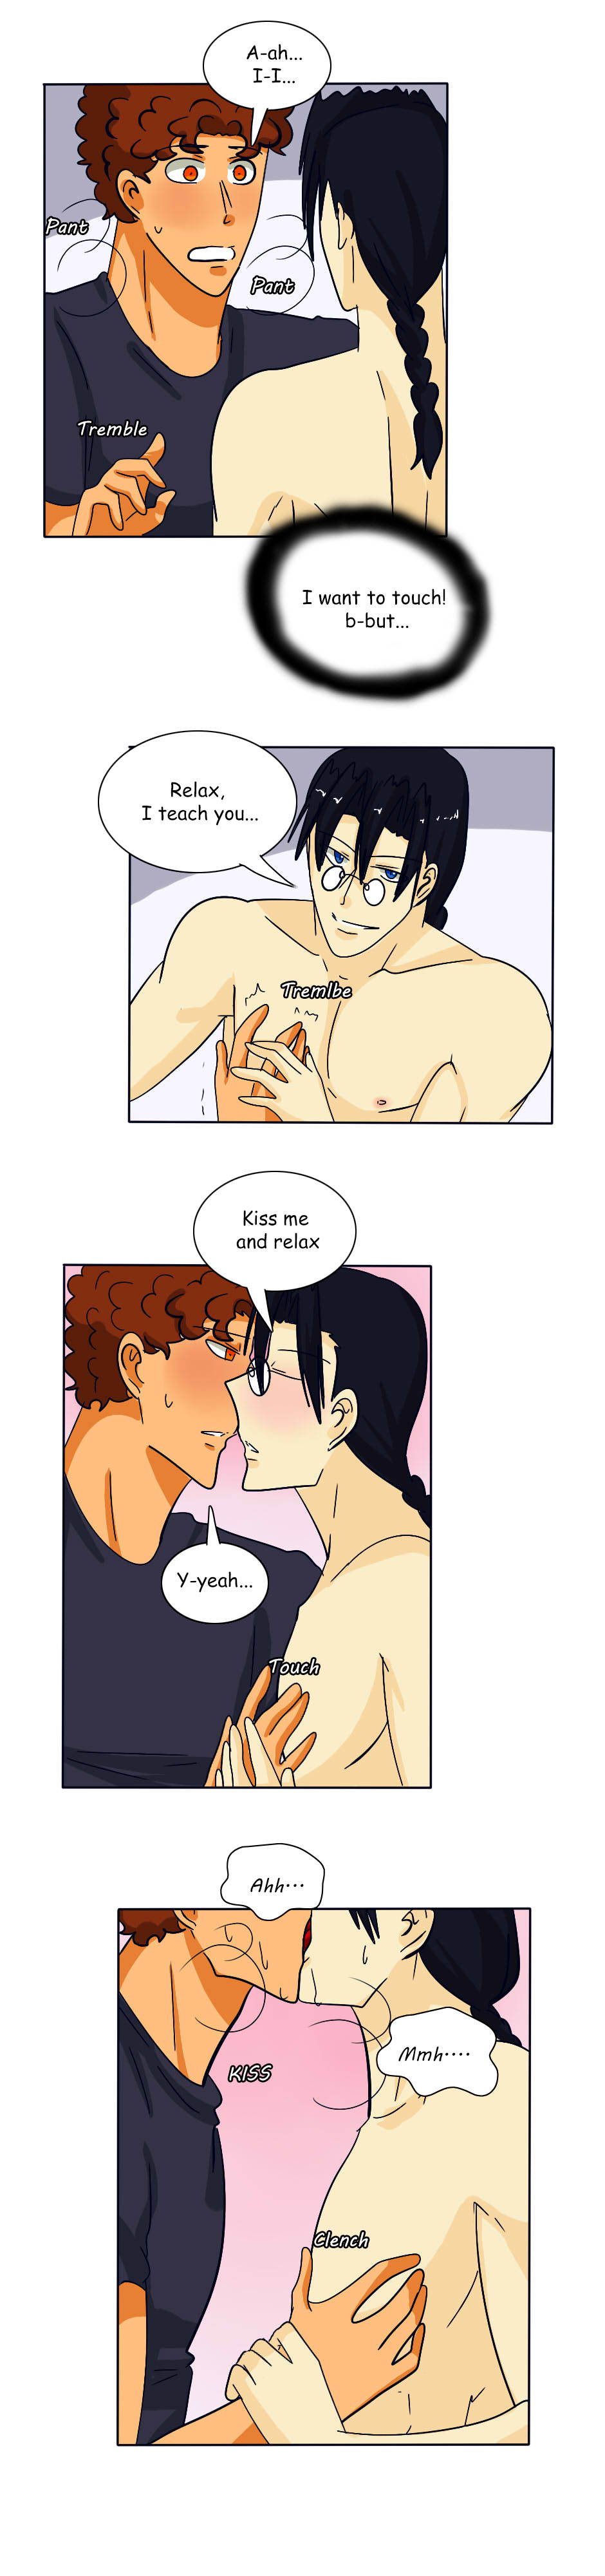 A-ah...
I-I...
Pant
Pant
Tremble
I want to touch!
b-but...
Relax,
I teach you...
Tremlbe
Kiss me
and relax
Y-yeah...
Touch
Ahh...
Mmh....
KISS
Clench